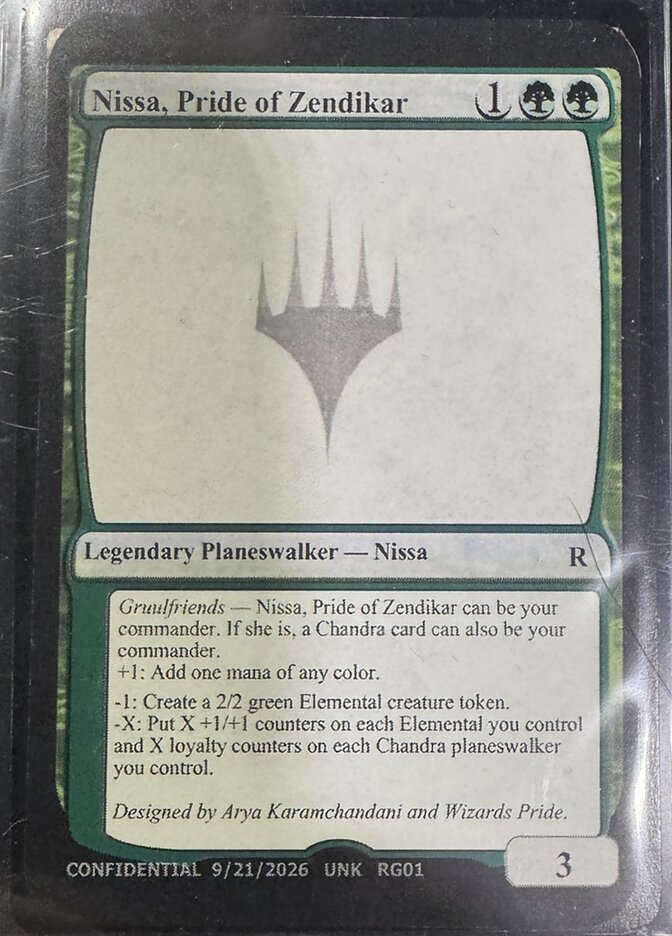 Nissa, Pride of Zendikar 1
Legendary Planeswalker — Nissa R
Gruulfriends — Nissa, Pride of Zendikar can be your
commander. If she is, a Chandra card can also be your
commander.
+1: Add one mana of any color.
-1: Create a 2/2 green Elemental creature token.
-X: Put X +1/+1 counters on each Elemental you control
and X loyalty counters on each Chandra planeswalker
you control.
Designed by Arya Karamchandani and Wizards Pride.
3
CONFIDENTIAL 9/21/2026 UNK RG01